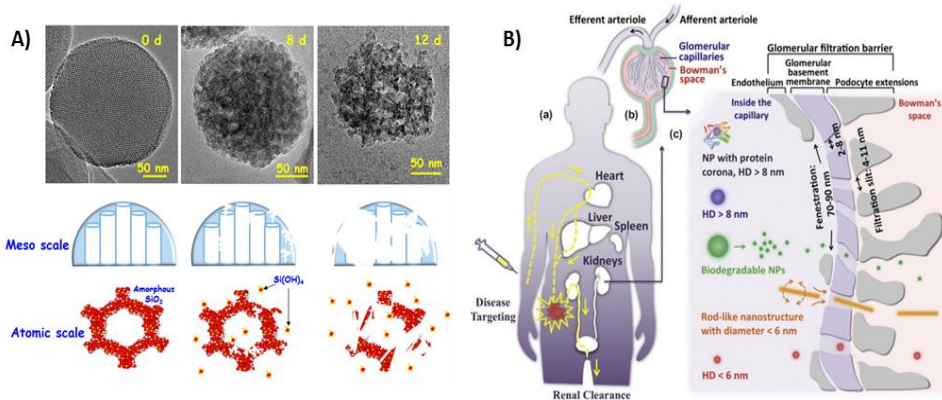 A)
0 d
8 d
12 d
50 nm
50 nm
50 nm
Meso scale
Atomic scale
Amorphous
SiO₂
Si(OH)₄
B)
Efferent arteriole
Afferent arteriole
Glomerular
capillaries
Bowman's
space
(a)
(b)
(c)
Heart
Liver
Spleen
Kidneys
Disease
Targeting
Renal Clearance
Glomerular filtration barrier
Glomerular
basement
membrane
Endothelium
Podocyte extensions
Inside the
capillary
Bowman's
space
NP with protein
corona, HD > 8 nm
HD > 8 nm
Biodegradable NPs
Rod-like nanostructure
with diameter < 6 nm
HD < 6 nm
Fenestration:
70-90 nm
2-8 nm
Filtration slit: 4-11 nm